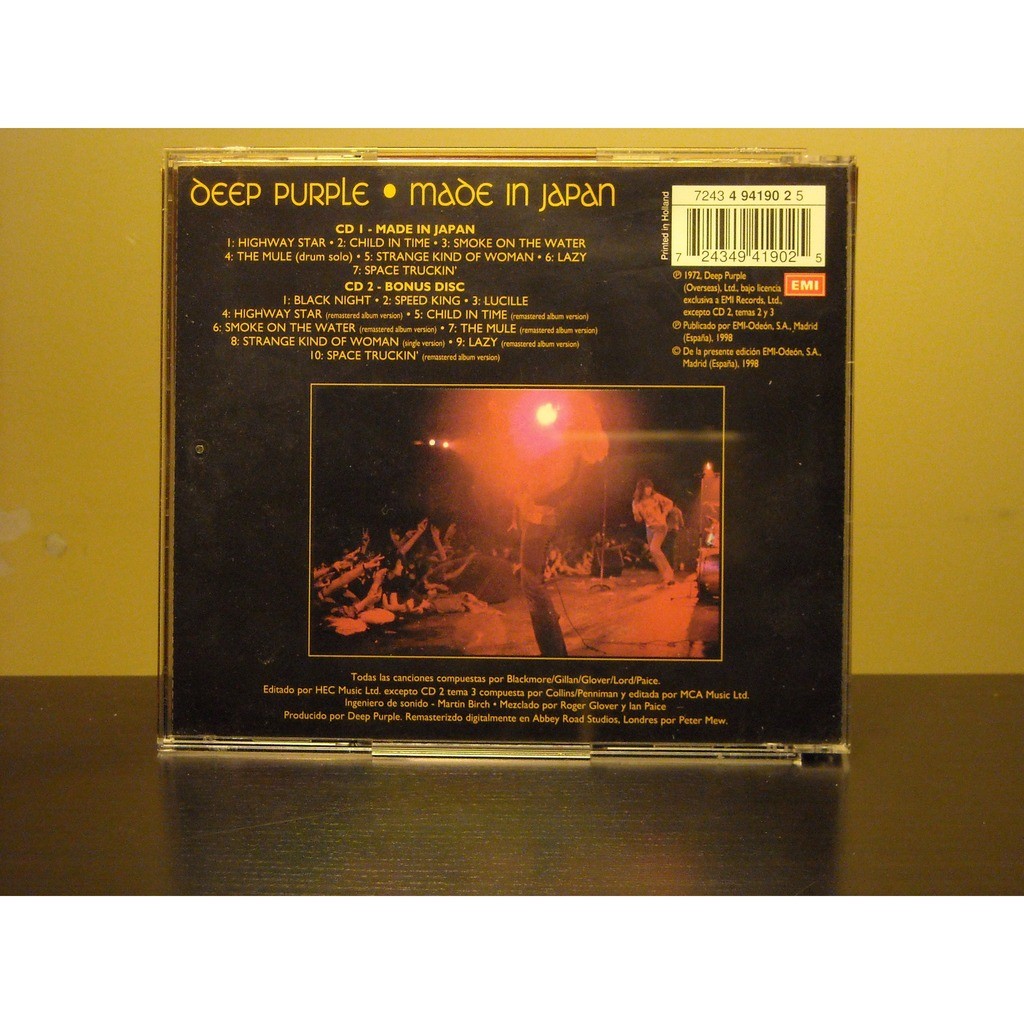 DEEP PURPLE • MADE IN JAPAN
CD 1 - MADE IN JAPAN
1: HIGHWAY STAR • 2: CHILD IN TIME • 3: SMOKE ON THE WATER
4: THE MULE (drum solo) • 5: STRANGE KIND OF WOMAN • 6: LAZY
7: SPACE TRUCKIN'
CD 2 - BONUS DISC
1: BLACK NIGHT • 2: SPEED KING • 3: LUCILLE
4: HIGHWAY STAR (remastered album version) • 5: CHILD IN TIME (remastered album version)
6: SMOKE ON THE WATER (remastered album version) • 7: THE MULE (remastered album version)
8: STRANGE KIND OF WOMAN (single version) • 9: LAZY (remastered album version)
10: SPACE TRUCKIN' (remastered album version)
Printed in Holland
7243 4 94190 2 5
7 24349 41902 5
℗ 1972, Deep Purple
(Overseas), Ltd., bajo licencia
exclusiva a EMI Records, Ltd.,
excepto CD 2, temas 2 y 3
EMI
℗ Publicado por EMI-Odeón, S.A., Madrid
(España), 1998
© De la presente edición EMI-Odeón, S.A.,
Madrid (España), 1998
Todas las canciones compuestas por Blackmore/Gillan/Glover/Lord/Paice.
Editado por HEC Music Ltd. excepto CD 2 tema 3 compuesta por Collins/Penniman y editada por MCA Music Ltd.
Ingeniero de sonido - Martin Birch • Mezclado por Roger Glover y Ian Paice
Producido por Deep Purple. Remasterizdo digitalmente en Abbey Road Studios, Londres por Peter Mew.